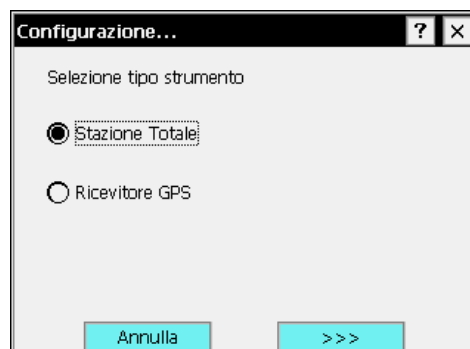 Configurazione... ? ×
Selezione tipo strumento
Stazione Totale
Ricevitore GPS
Annulla >>>